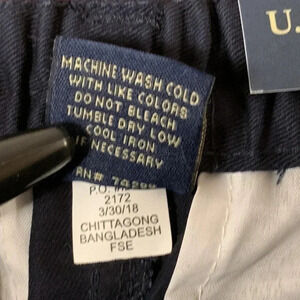 U.
MACHINE WASH COLD
WITH LIKE COLORS
DO NOT BLEACH
TUMBLE DRY LOW
COOL IRON
IF NECESSARY
RN#
P.O.
2172
3/30/18
CHITTAGONG
BANGLADESH
FSE